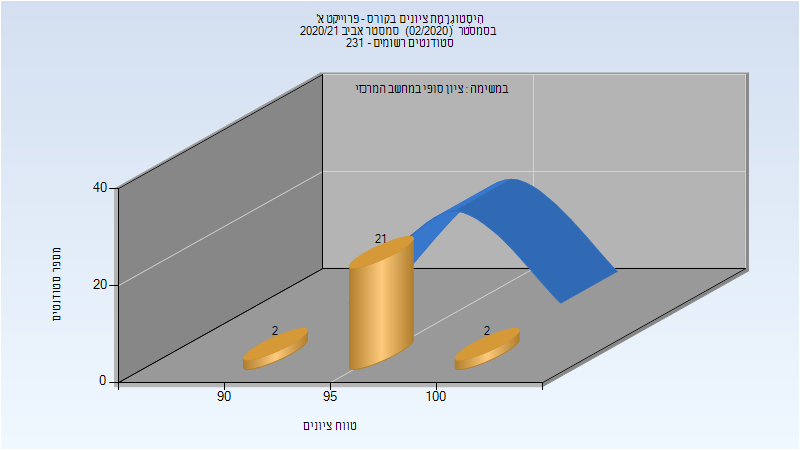 היסטוגרמת ציונים בקורס - פרוייקט א'
בסמסטר (02/2020) סמסטר אביב 2020/21
סטודנטים רשומים - 231
במשימה : ציון סופי במחשב המרכזי
מספר סטודנטים
40
20
0
2
21
2
90
95
100
טווח ציונים